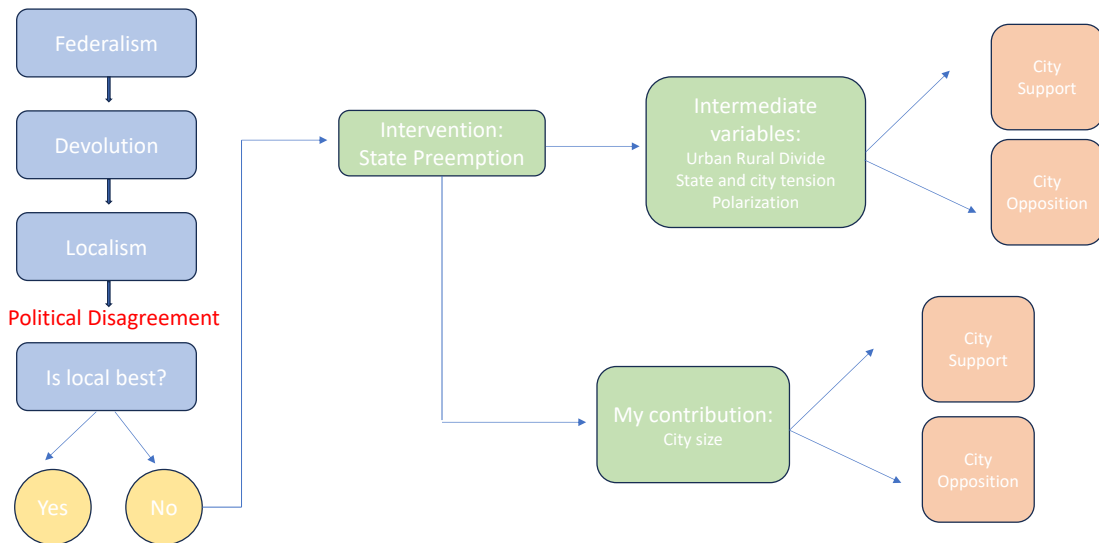 Federalism
Devolution
Localism
Political Disagreement
Is local best?
Yes
No
Intervention:
State Preemption
Intermediate
variables:
Urban Rural Divide
State and city tension
Polarization
City
Support
City
Opposition
My contribution:
City size
City
Support
City
Opposition